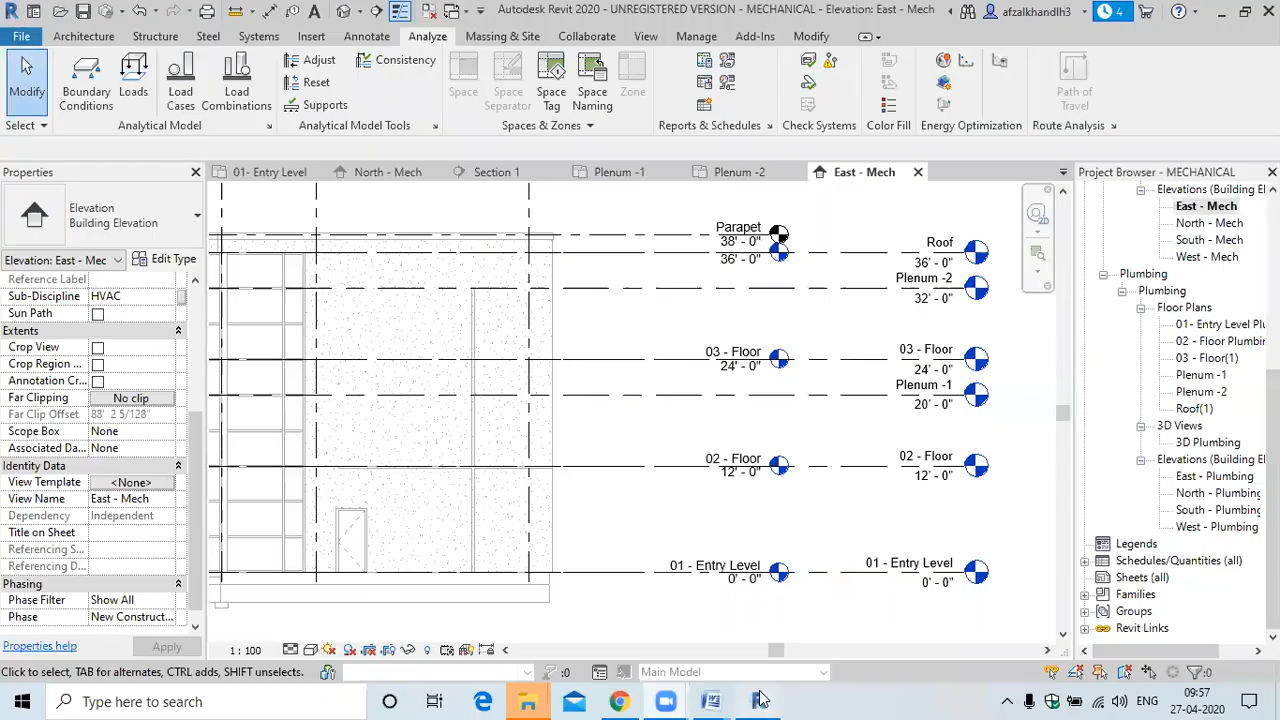 Autodesk Revit 2020 - UNREGISTERED VERSION - MECHANICAL - Elevation: East - Mech
afzalkhandlh3
4
File Architecture Structure Steel Systems Insert Annotate Analyze Massing & Site Collaborate View Manage Add-Ins Modify
Modify
Boundary Conditions
Loads
Load Cases
Load Combinations
Adjust
Reset
Supports
Consistency
Space
Space Separator
Space Tag
Space Naming
Zone
Path of Travel
Select
Analytical Model
Analytical Model Tools
Spaces & Zones
Reports & Schedules
Check Systems
Color Fill
Energy Optimization
Route Analysis
Properties
01- Entry Level
North - Mech
Section 1
Plenum -1
Plenum -2
East - Mech
Project Browser - MECHANICAL
Elevation
Building Elevation
Elevation: East - Mec
Edit Type
Reference Label
Sub-Discipline HVAC
Sun Path
Extents
Crop View
Crop Region ...
Annotation Cr...
Far Clipping No clip
Far Clip Offset 88' 2 5/128"
Scope Box None
Associated Da... None
Identity Data
View Template <None>
View Name East - Mech
Dependency Independent
Title on Sheet
Referencing ...
Referencing D...
Phasing
Phase Filter Show All
Phase New Construct...
Properties help
Apply
Parapet
38' - 0"
36' - 0"
Roof
36' - 0"
Plenum -2
32' - 0"
03 - Floor
24' - 0"
03 - Floor
24' - 0"
Plenum -1
20' - 0"
02 - Floor
12' - 0"
02 - Floor
12' - 0"
01 - Entry Level
0' - 0"
01 - Entry Level
0' - 0"
2D
Elevations (Building El
East - Mech
North - Mech
South - Mech
West - Mech
Plumbing
Plumbing
Floor Plans
01- Entry Level Plu
02 - Floor Plumbin
03 - Floor(1)
Plenum -1
Plenum -2
Roof(1)
3D Views
3D Plumbing
Elevations (Building El
East - Plumbing
North - Plumbing
South - Plumbing
West - Plumbing
Legends
Schedules/Quantities (all)
Sheets (all)
Families
Groups
Revit Links
1 : 100
Click to select, TAB for alternates, CTRL adds, SHIFT unselects.
:0
Main Model
:0
Type here to search
ENG
09:57
27-04-2020